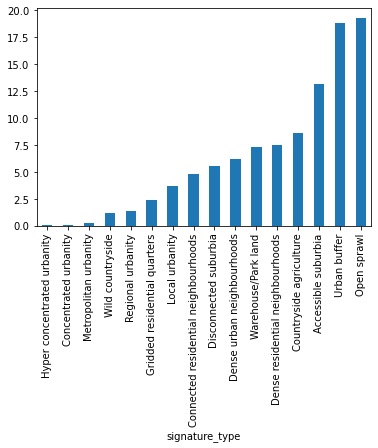 20.0
17.5
15.0
12.5
10.0
7.5
5.0
2.5
0.0
Hyper concentrated urbanity
Concentrated urbanity
Metropolitan urbanity
Wild countryside
Regional urbanity
Gridded residential quarters
Local urbanity
Connected residential neighbourhoods
Disconnected suburbia
Dense urban neighbourhoods
Warehouse/Park land
Dense residential neighbourhoods
Countryside agriculture
Accessible suburbia
Urban buffer
Open sprawl
signature_type